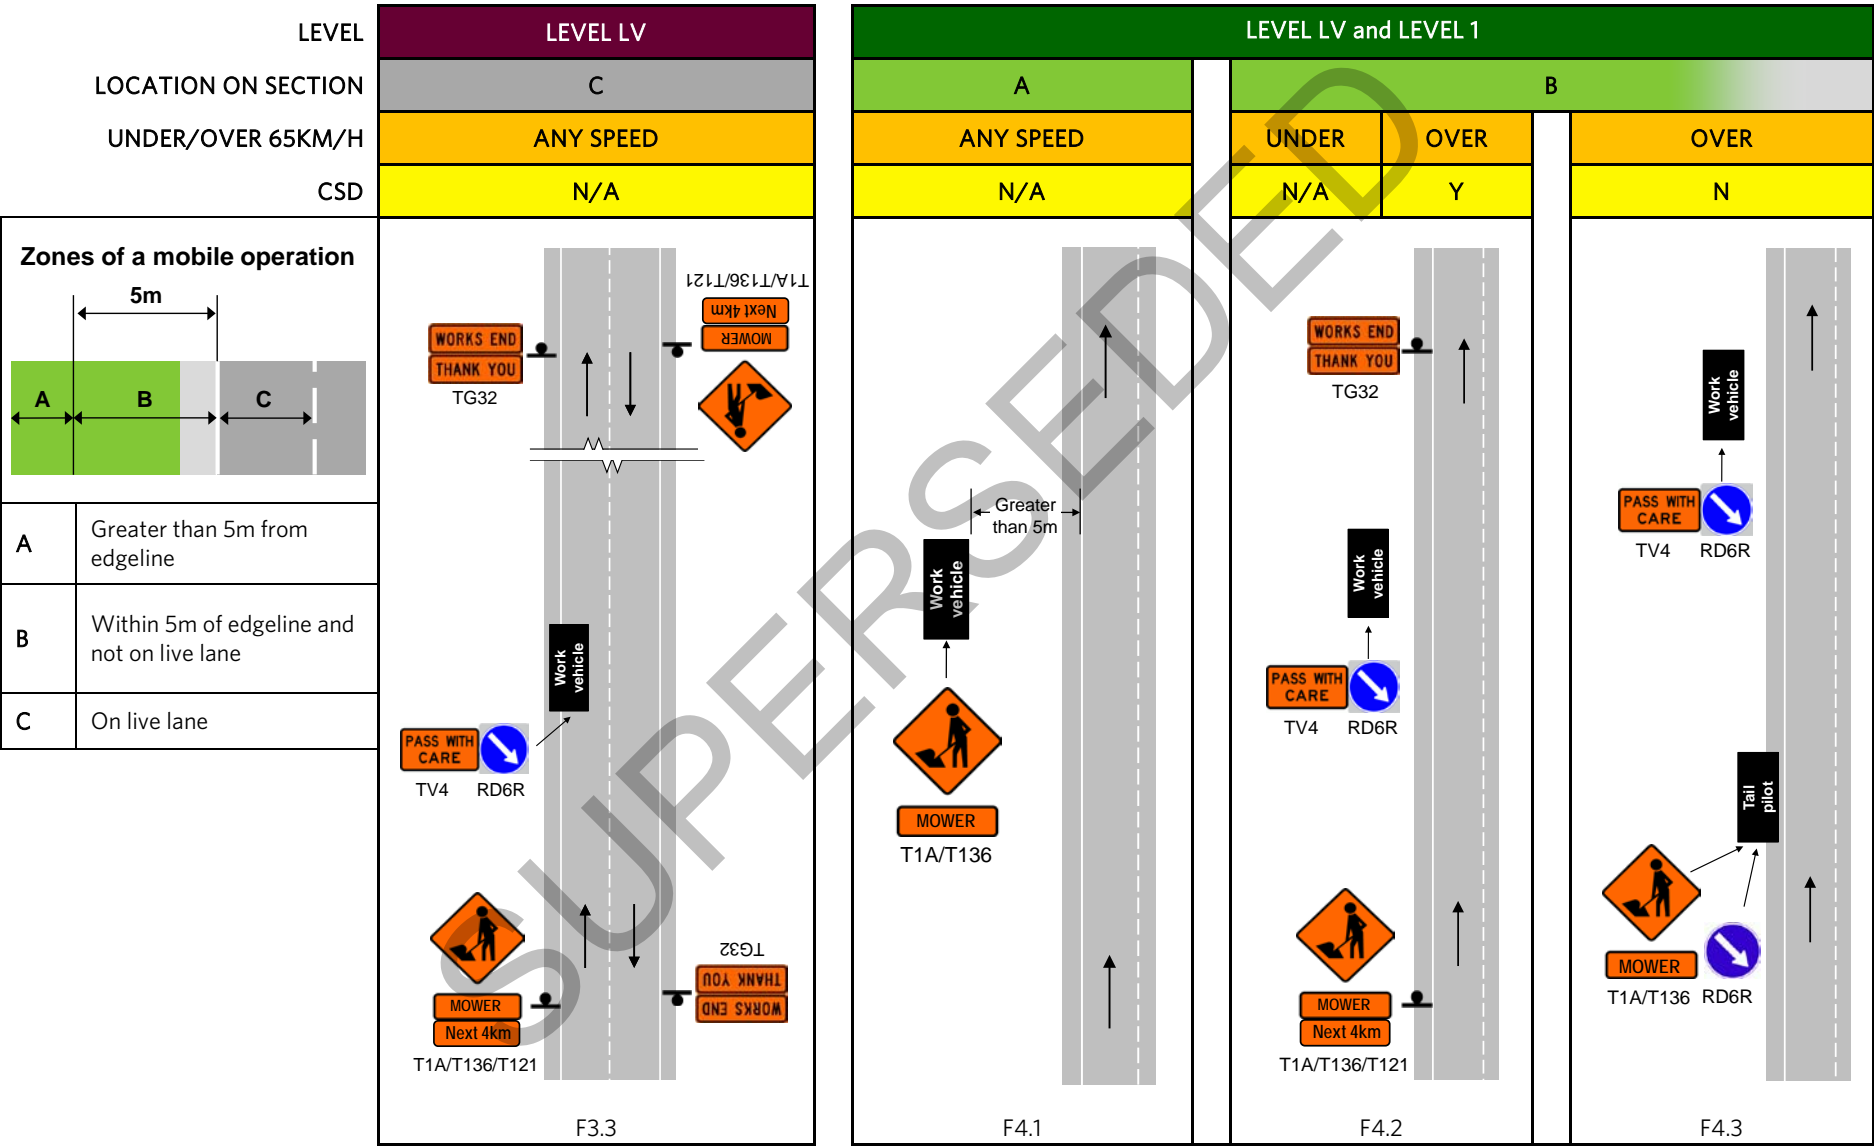 LEVEL
LEVEL LV
LEVEL LV and LEVEL 1
LOCATION ON SECTION
C
A
B
UNDER/OVER 65KM/H
ANY SPEED
ANY SPEED
UNDER
OVER
OVER
CSD
N/A
N/A
N/A
Y
N
Zones of a mobile operation
5m
A
B
C
A
Greater than 5m from
edgeline
B
Within 5m of edgeline and
not on live lane
C
On live lane
T1A/T136/T121
Next 4km
MOWER
WORKS END
THANK YOU
TG32
Work
vehicle
PASS WITH
CARE
TV4
RD6R
TG32
THANK YOU
WORKS END
MOWER
Next 4km
T1A/T136/T121
F3.3
Greater
than 5m
Work
vehicle
MOWER
T1A/T136
F4.1
WORKS END
THANK YOU
TG32
Work
vehicle
PASS WITH
CARE
TV4
RD6R
MOWER
Next 4km
T1A/T136/T121
F4.2
Work
vehicle
PASS WITH
CARE
TV4
RD6R
Tail
pilot
MOWER
T1A/T136
RD6R
F4.3
SUPERSEDED